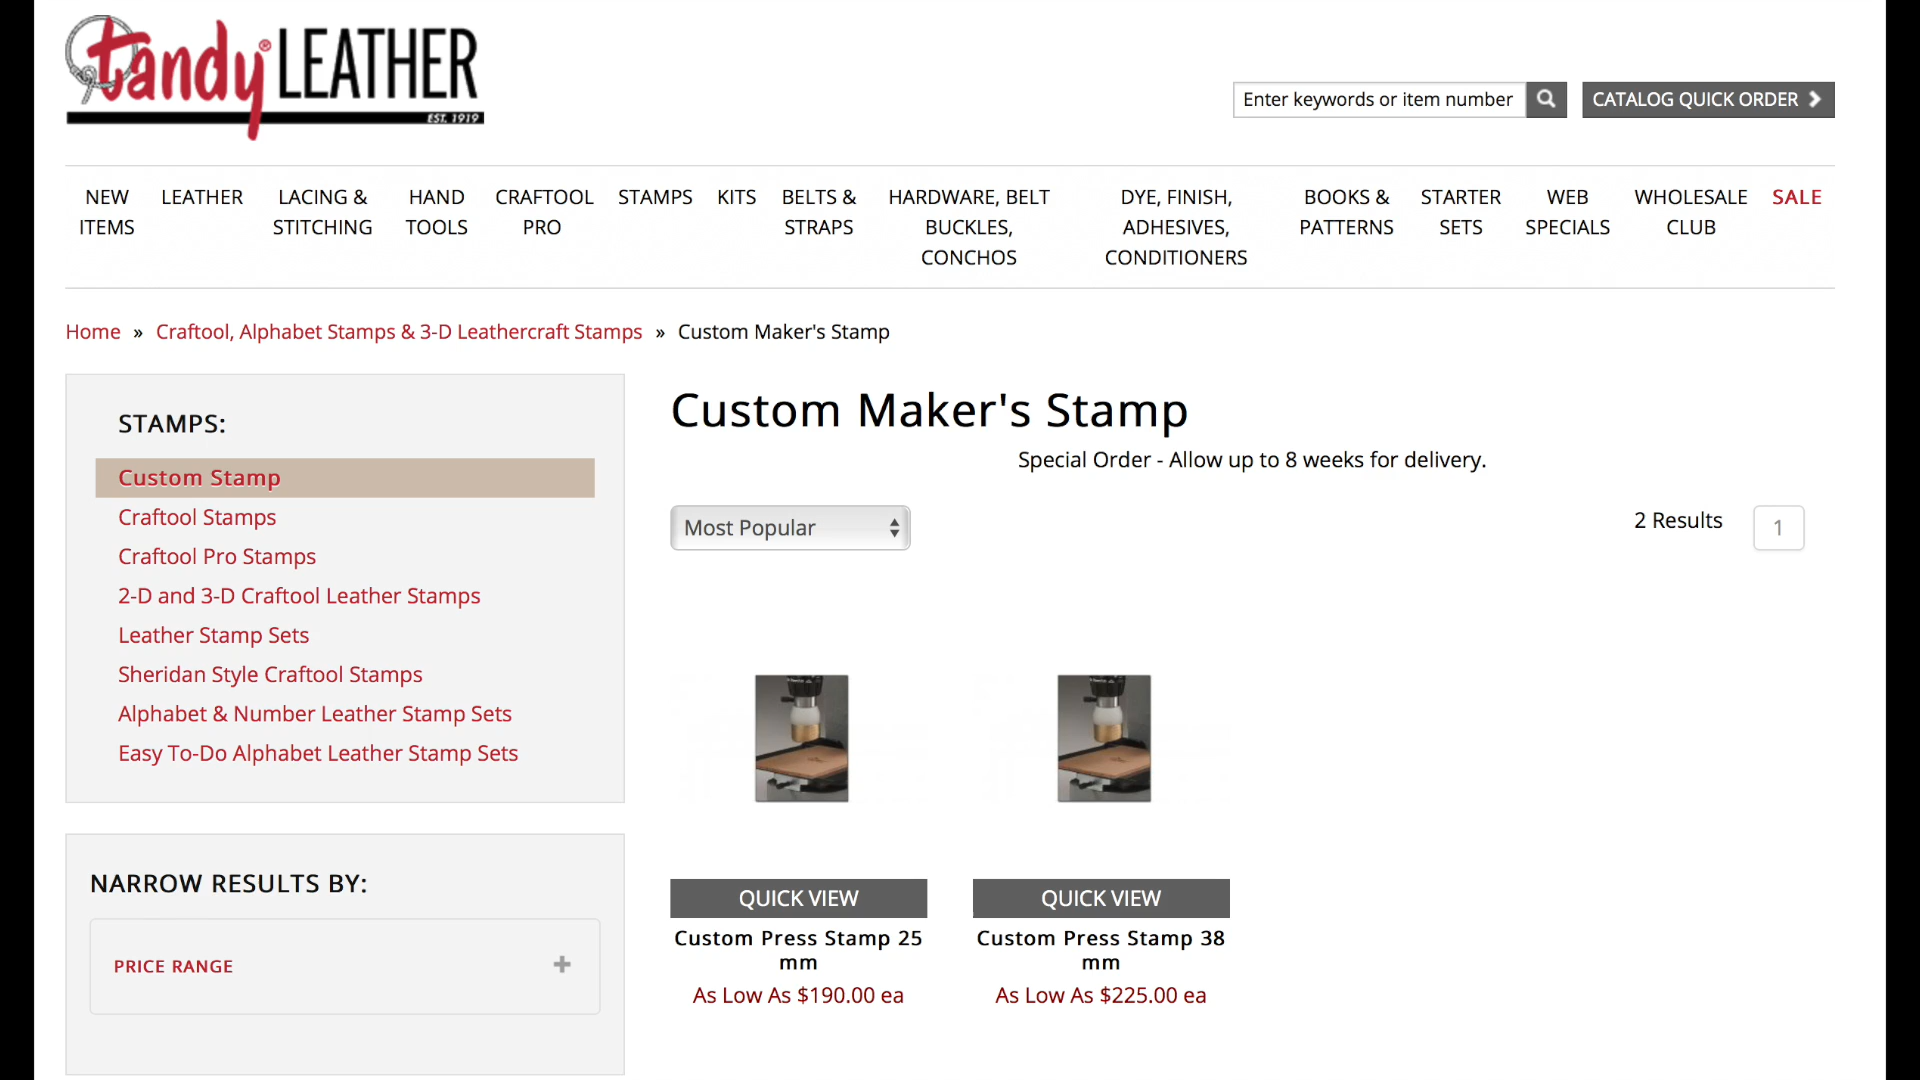 tandy® LEATHER
EST. 1919
Enter keywords or item number
CATALOG QUICK ORDER
NEW ITEMS
LEATHER
LACING & STITCHING
HAND TOOLS
CRAFTOOL PRO
STAMPS
KITS
BELTS & STRAPS
HARDWARE, BELT BUCKLES, CONCHOS
DYE, FINISH, ADHESIVES, CONDITIONERS
BOOKS & PATTERNS
STARTER SETS
WEB SPECIALS
WHOLESALE CLUB
SALE
Home » Craftool, Alphabet Stamps & 3-D Leathercraft Stamps » Custom Maker's Stamp
STAMPS:
Custom Stamp
Craftool Stamps
Craftool Pro Stamps
2-D and 3-D Craftool Leather Stamps
Leather Stamp Sets
Sheridan Style Craftool Stamps
Alphabet & Number Leather Stamp Sets
Easy To-Do Alphabet Leather Stamp Sets
NARROW RESULTS BY:
PRICE RANGE
Custom Maker's Stamp
Special Order - Allow up to 8 weeks for delivery.
Most Popular
2 Results
1
QUICK VIEW
Custom Press Stamp 25
mm
As Low As $190.00 ea
QUICK VIEW
Custom Press Stamp 38
mm
As Low As $225.00 ea